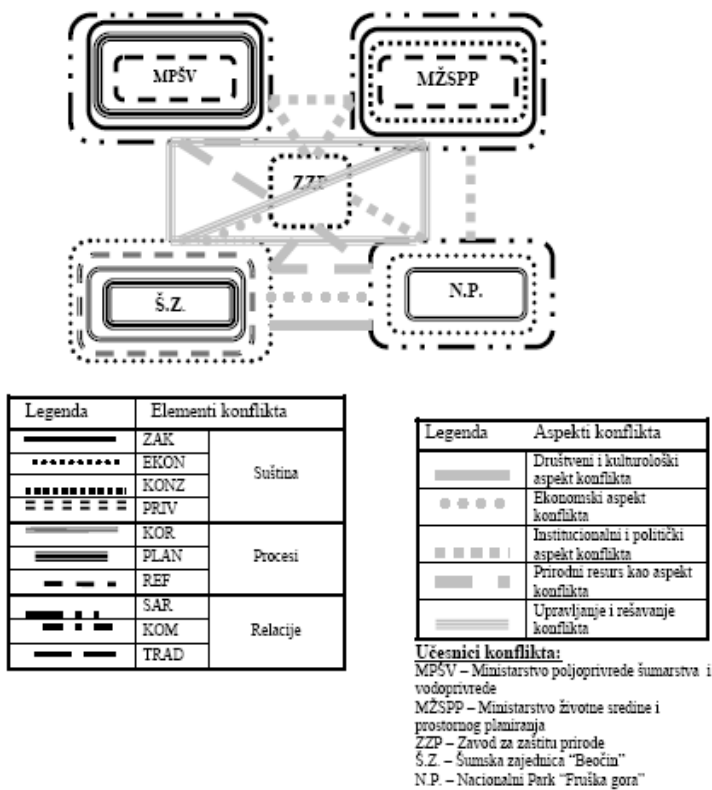 MPŠV
MŽSPP
ZZP
Š.Z.
N.P.
Legenda Elementi konflikta
ZAK
EKON
KONZ
PRIV
Suština
KOR
PLAN
REF
Procesi
SAR
KOM
TRAD
Relacije
Legenda Aspekti konflikta
Društveni i kulturološki
aspekt konflikta
Ekonomski aspekt
konflikta
Institucionalni i politički
aspekt konflikta
Prirodni resurs kao aspekt
konflikta
Upravljanje i rešavanje
konflikta
Učesnici konflikta:
MPŠV – Ministarstvo poljoprivrede šumarstva i
vodoprivrede
MŽSPP – Ministarstvo životne sredine i
prostornog planiranja
ZZP – Zavod za zaštitu prirode
Š.Z. – Šumska zajednica “Beočin”
N.P. – Nacionalni Park “Fruška gora”